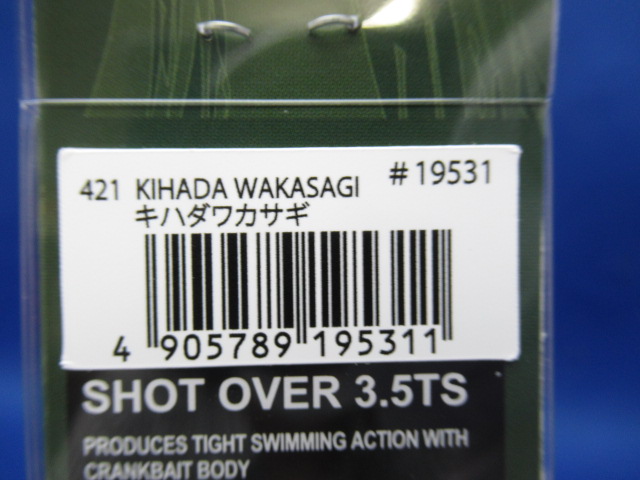 421 KIHADA WAKASAGI #19531
キハダワカサギ
4 905789 195311
SHOT OVER 3.5TS
PRODUCES TIGHT SWIMMING ACTION WITH
CRANKBAIT BODY